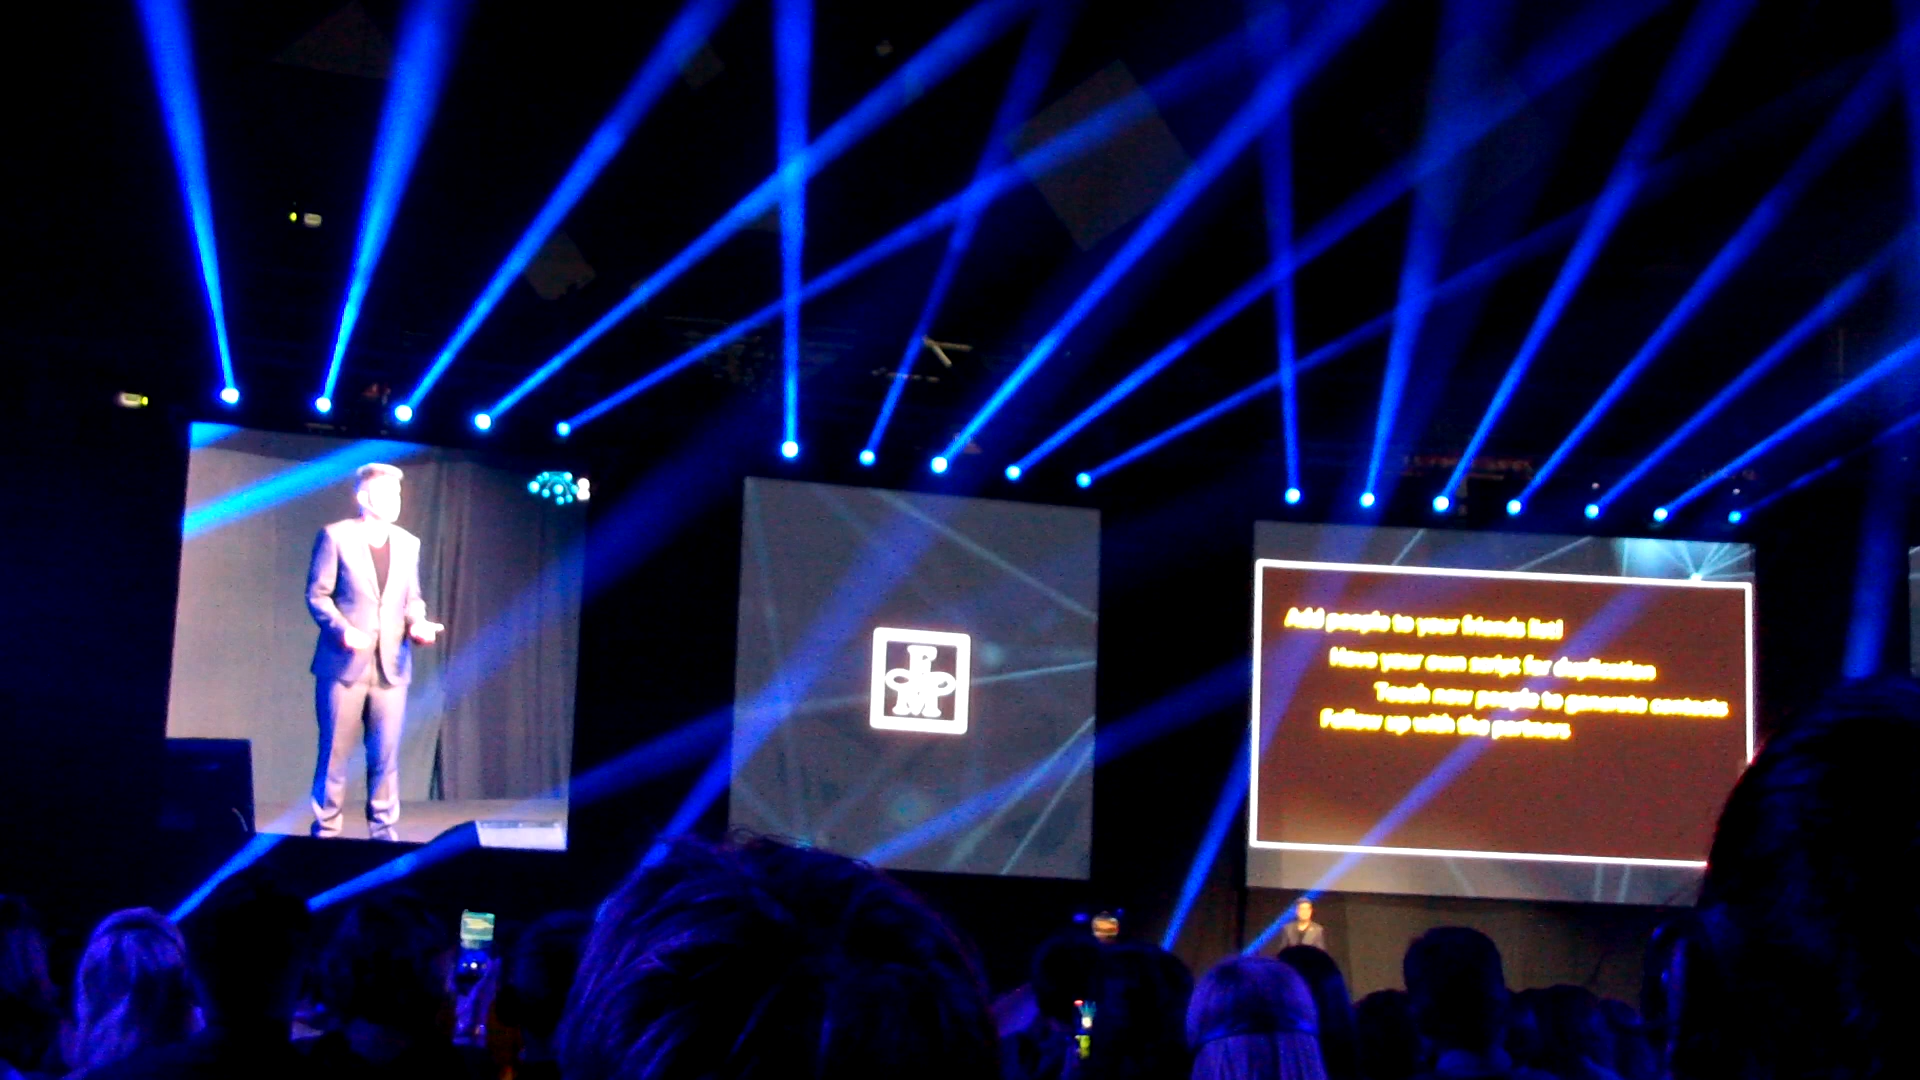 FM
Add people to your friends list!
Have your own script for duplication
Teach new people to generate contacts
Follow up with the partners